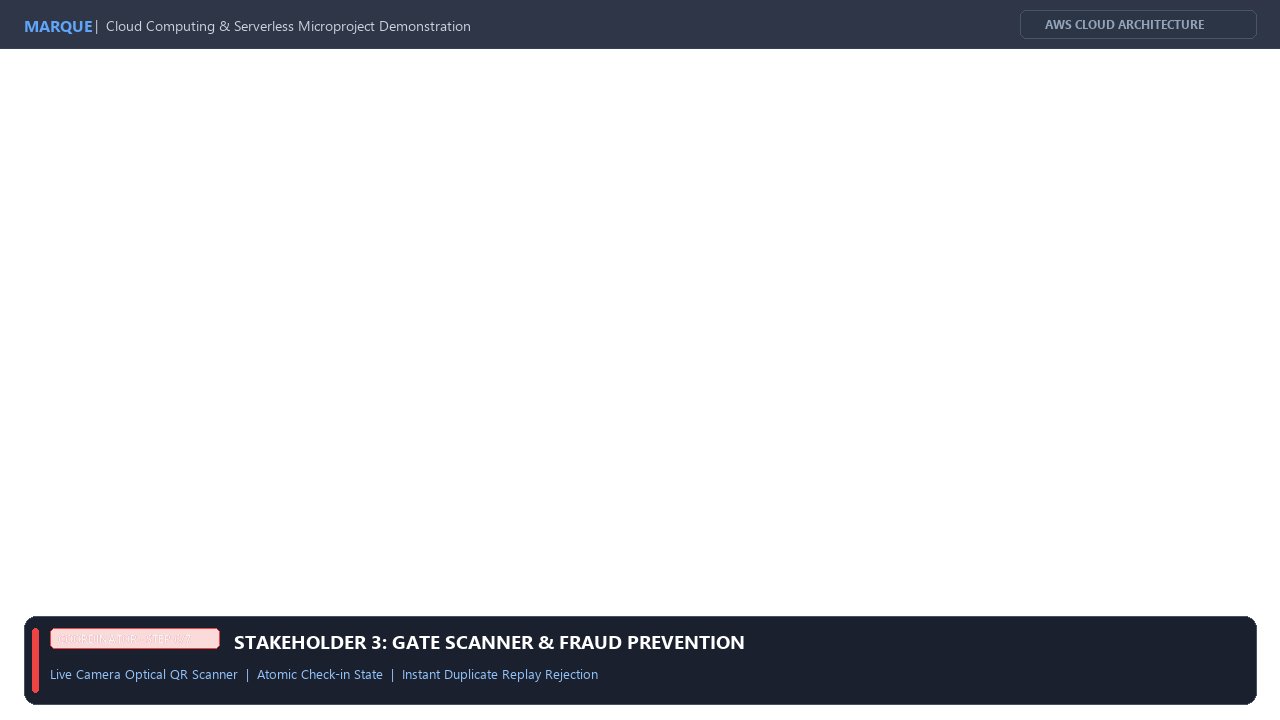 MARQUE | Cloud Computing & Serverless Microproject Demonstration
AWS CLOUD ARCHITECTURE
STAKEHOLDER 3: GATE SCANNER & FRAUD PREVENTION
Live Camera Optical QR Scanner | Atomic Check-in State | Instant Duplicate Replay Rejection